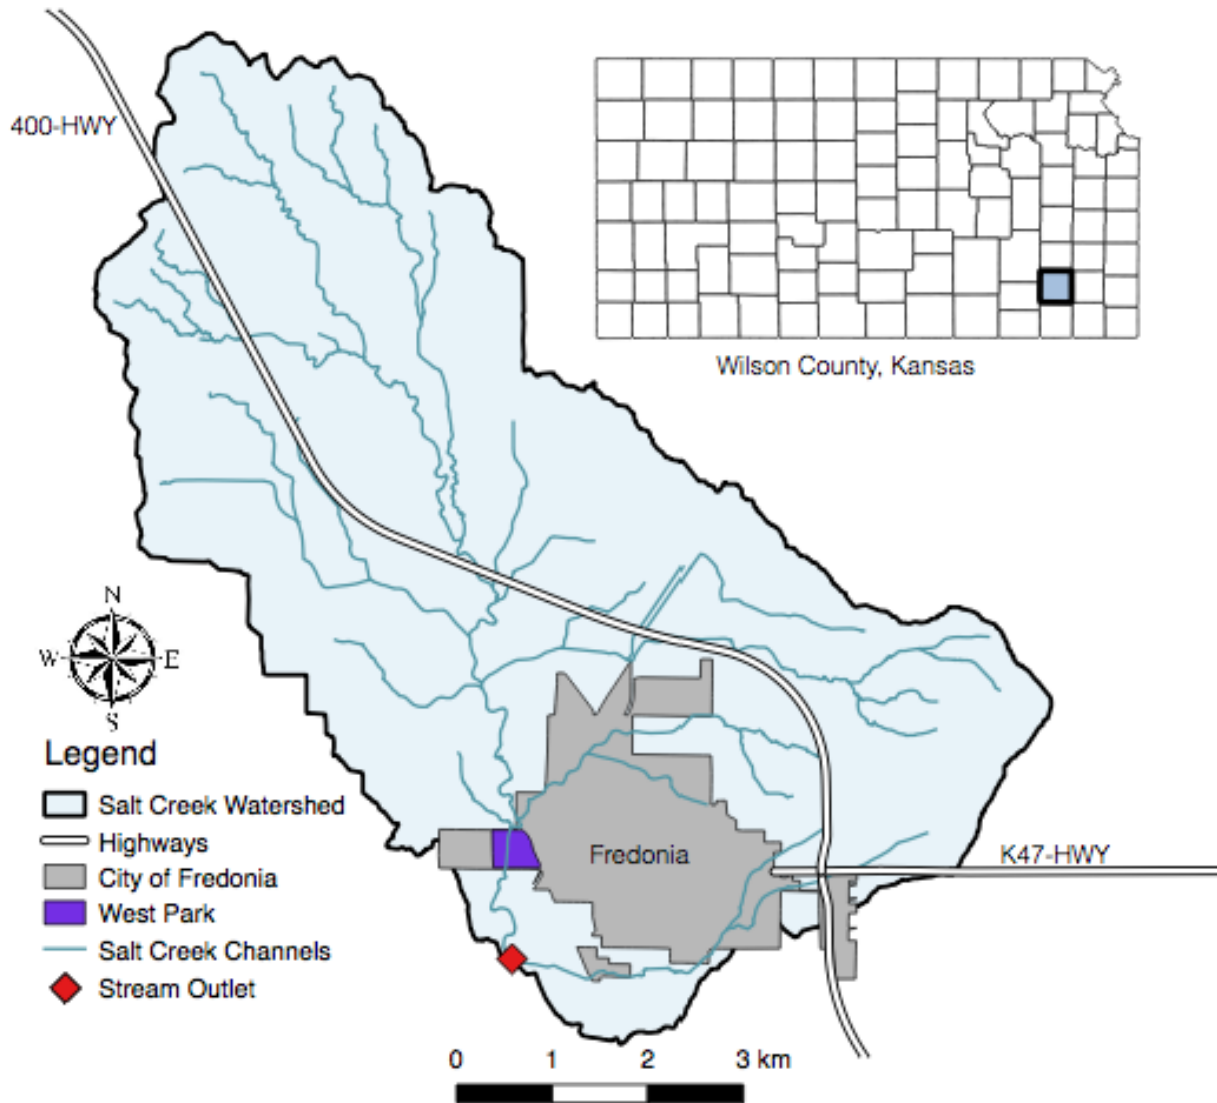 400-HWY
Wilson County, Kansas
N
W E
S
Legend
Salt Creek Watershed
Highways
City of Fredonia
West Park
Salt Creek Channels
Stream Outlet
Fredonia
K47-HWY
0 1 2 3 km